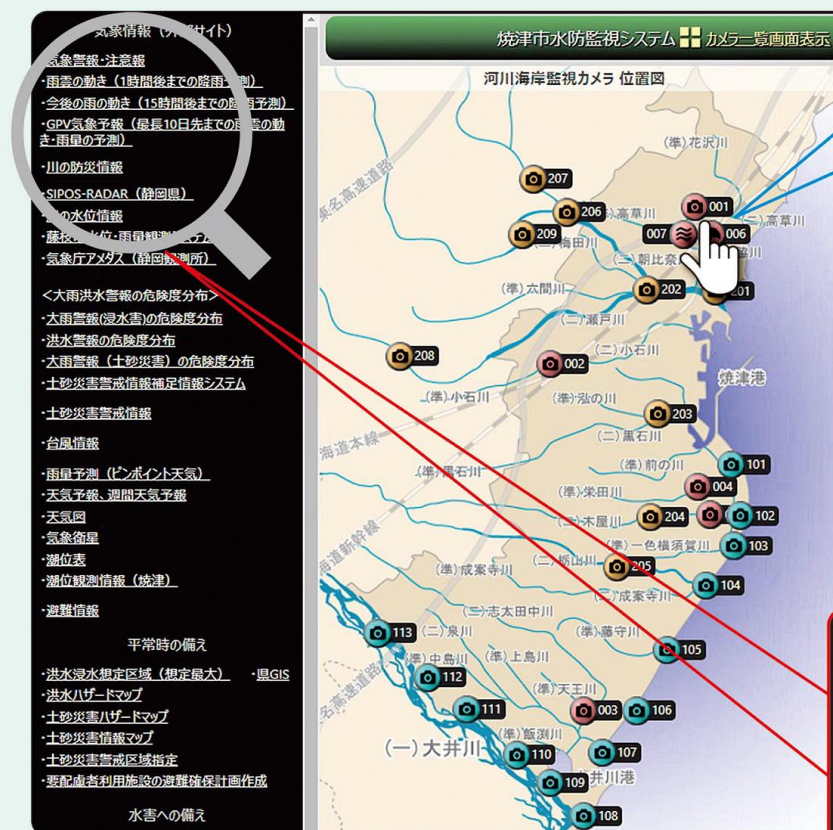 気象情報（外部サイト）
・気象警報・注意報
・雨雲の動き（1時間後までの降雨予測）
・今後の雨の動き（15時間後までの降雨予測）
・GPV気象予報（最長10日先までの雨雲の動
き・雨量の予測）
・川の防災情報
・SIPOS-RADAR（静岡県）
の水位情報
・気象庁アメダス（静岡観測所）
＜大雨洪水警報の危険度分布＞
・大雨警報(浸水害)の危険度分布
・洪水警報の危険度分布
・大雨警報（土砂災害）の危険度分布
・土砂災害警戒情報補足情報システム
・土砂災害警戒情報
・台風情報
・雨量予測（ピンポイント天気）
・天気予報、週間天気予報
・天気図
・気象衛星
・潮位表
・潮位観測情報（焼津）
・避難情報
平常時の備え
・洪水浸水想定区域（想定最大） ・県GIS
・洪水ハザードマップ
・土砂災害ハザードマップ
・土砂災害情報マップ
・土砂災害警戒区域指定
・要配慮者利用施設の避難確保計画作成
水害への備え
焼津市水防監視システム カメラ一覧画面表示
河川海岸監視カメラ 位置図
(準)花沢川
東名高速道路
207
001
206
(二)高草川
(二)高草川
209
(二)梅田川
007
006
(二)朝比奈川
(準)六間川
202
201
(二)瀬戸川
208
002
(二)小石川
焼津港
(準)小石川
(準)泓の川
203
(二)黒石川
海道本線
(準)黒石川
(準)前の川
101
004
(準)栄田川
204
(二)木屋川
102
海道新幹線
(準)一色横須賀川
103
(準)成案寺川
(二)栃山川
205
(二)成案寺川
104
(二)志太田中川
113
(二)泉川
(準)藤守川
105
(準)中島川
(準)上島川
112
名高速道路
(準)天王川
111
003
106
(準)飯渕川
(一)大井川
110
107
109
大井川港
108